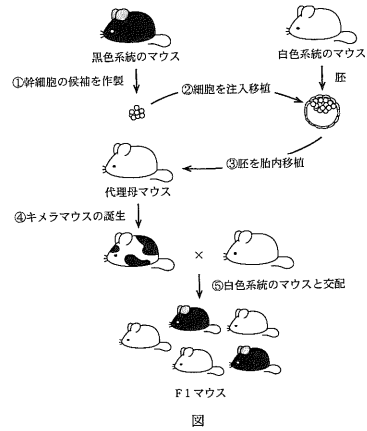 黒色系統のマウス
白色系統のマウス
①幹細胞の候補を作製
胚
②細胞を注入移植
③胚を胎内移植
代理母マウス
④キメラマウスの誕生
×
⑤白色系統のマウスと交配
F1マウス
図